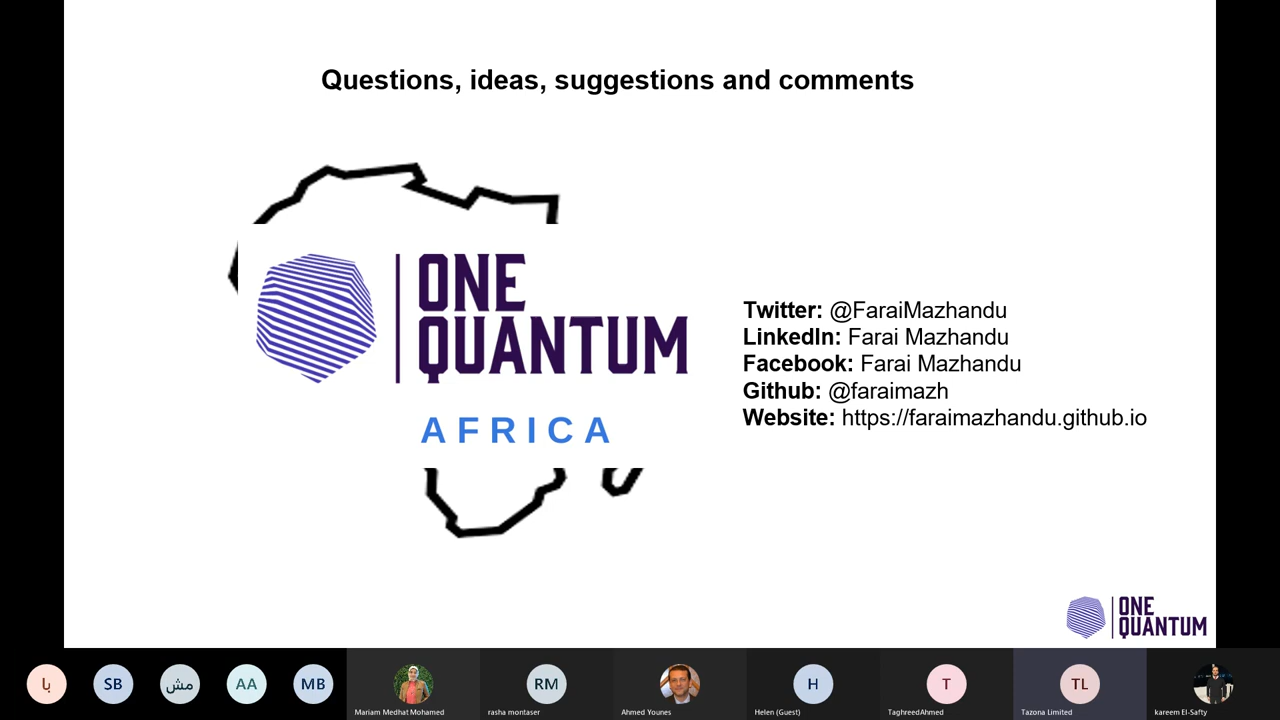 Questions, ideas, suggestions and comments
ONE
QUANTUM
AFRICA
Twitter: @FaraiMazhandu
LinkedIn: Farai Mazhandu
Facebook: Farai Mazhandu
Github: @faraimazh
Website: https://faraimazhandu.github.io
ONE
QUANTUM
با
SB
مش
AA
MB
Mariam Medhat Mohamed
RM
rasha montaser
Ahmed Younes
H
Helen (Guest)
T
TaghreedAhmed
TL
Tazona Limited
kareem El-Safty